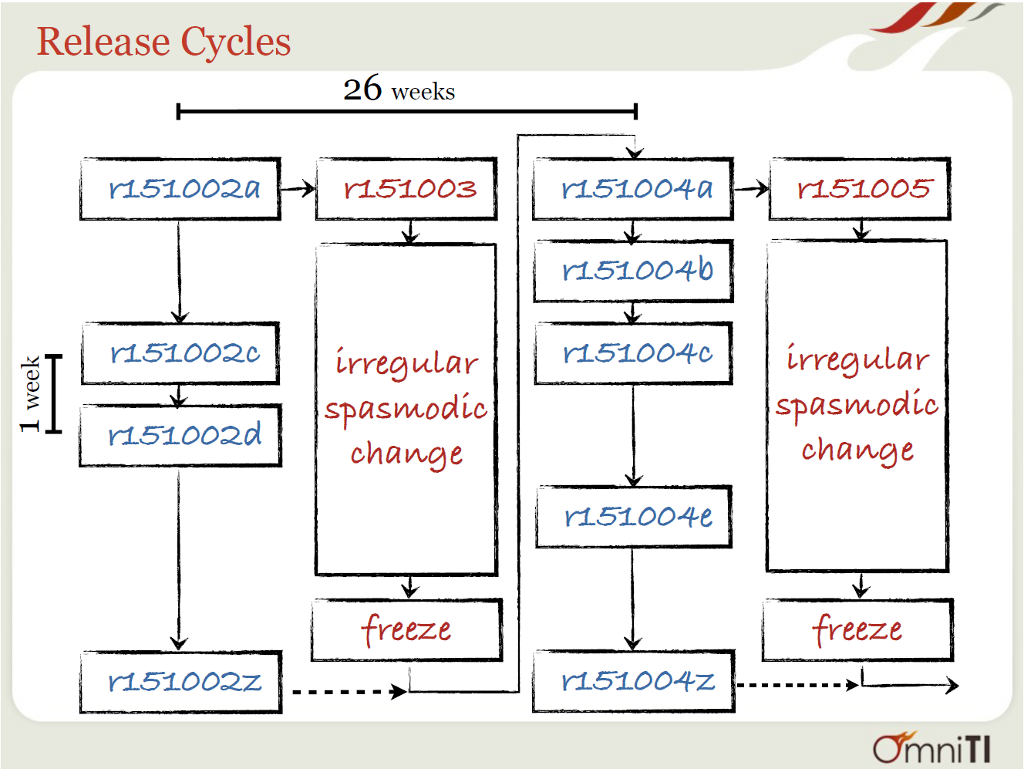 Release Cycles
26 weeks
r151002a
r151003
r151004a
r151005
r151004b
r151002c
r151004c
1 week
irregular
spasmodic
change
irregular
spasmodic
change
r151002d
r151004e
freeze
freeze
r151002z
r151004z
OmniTI